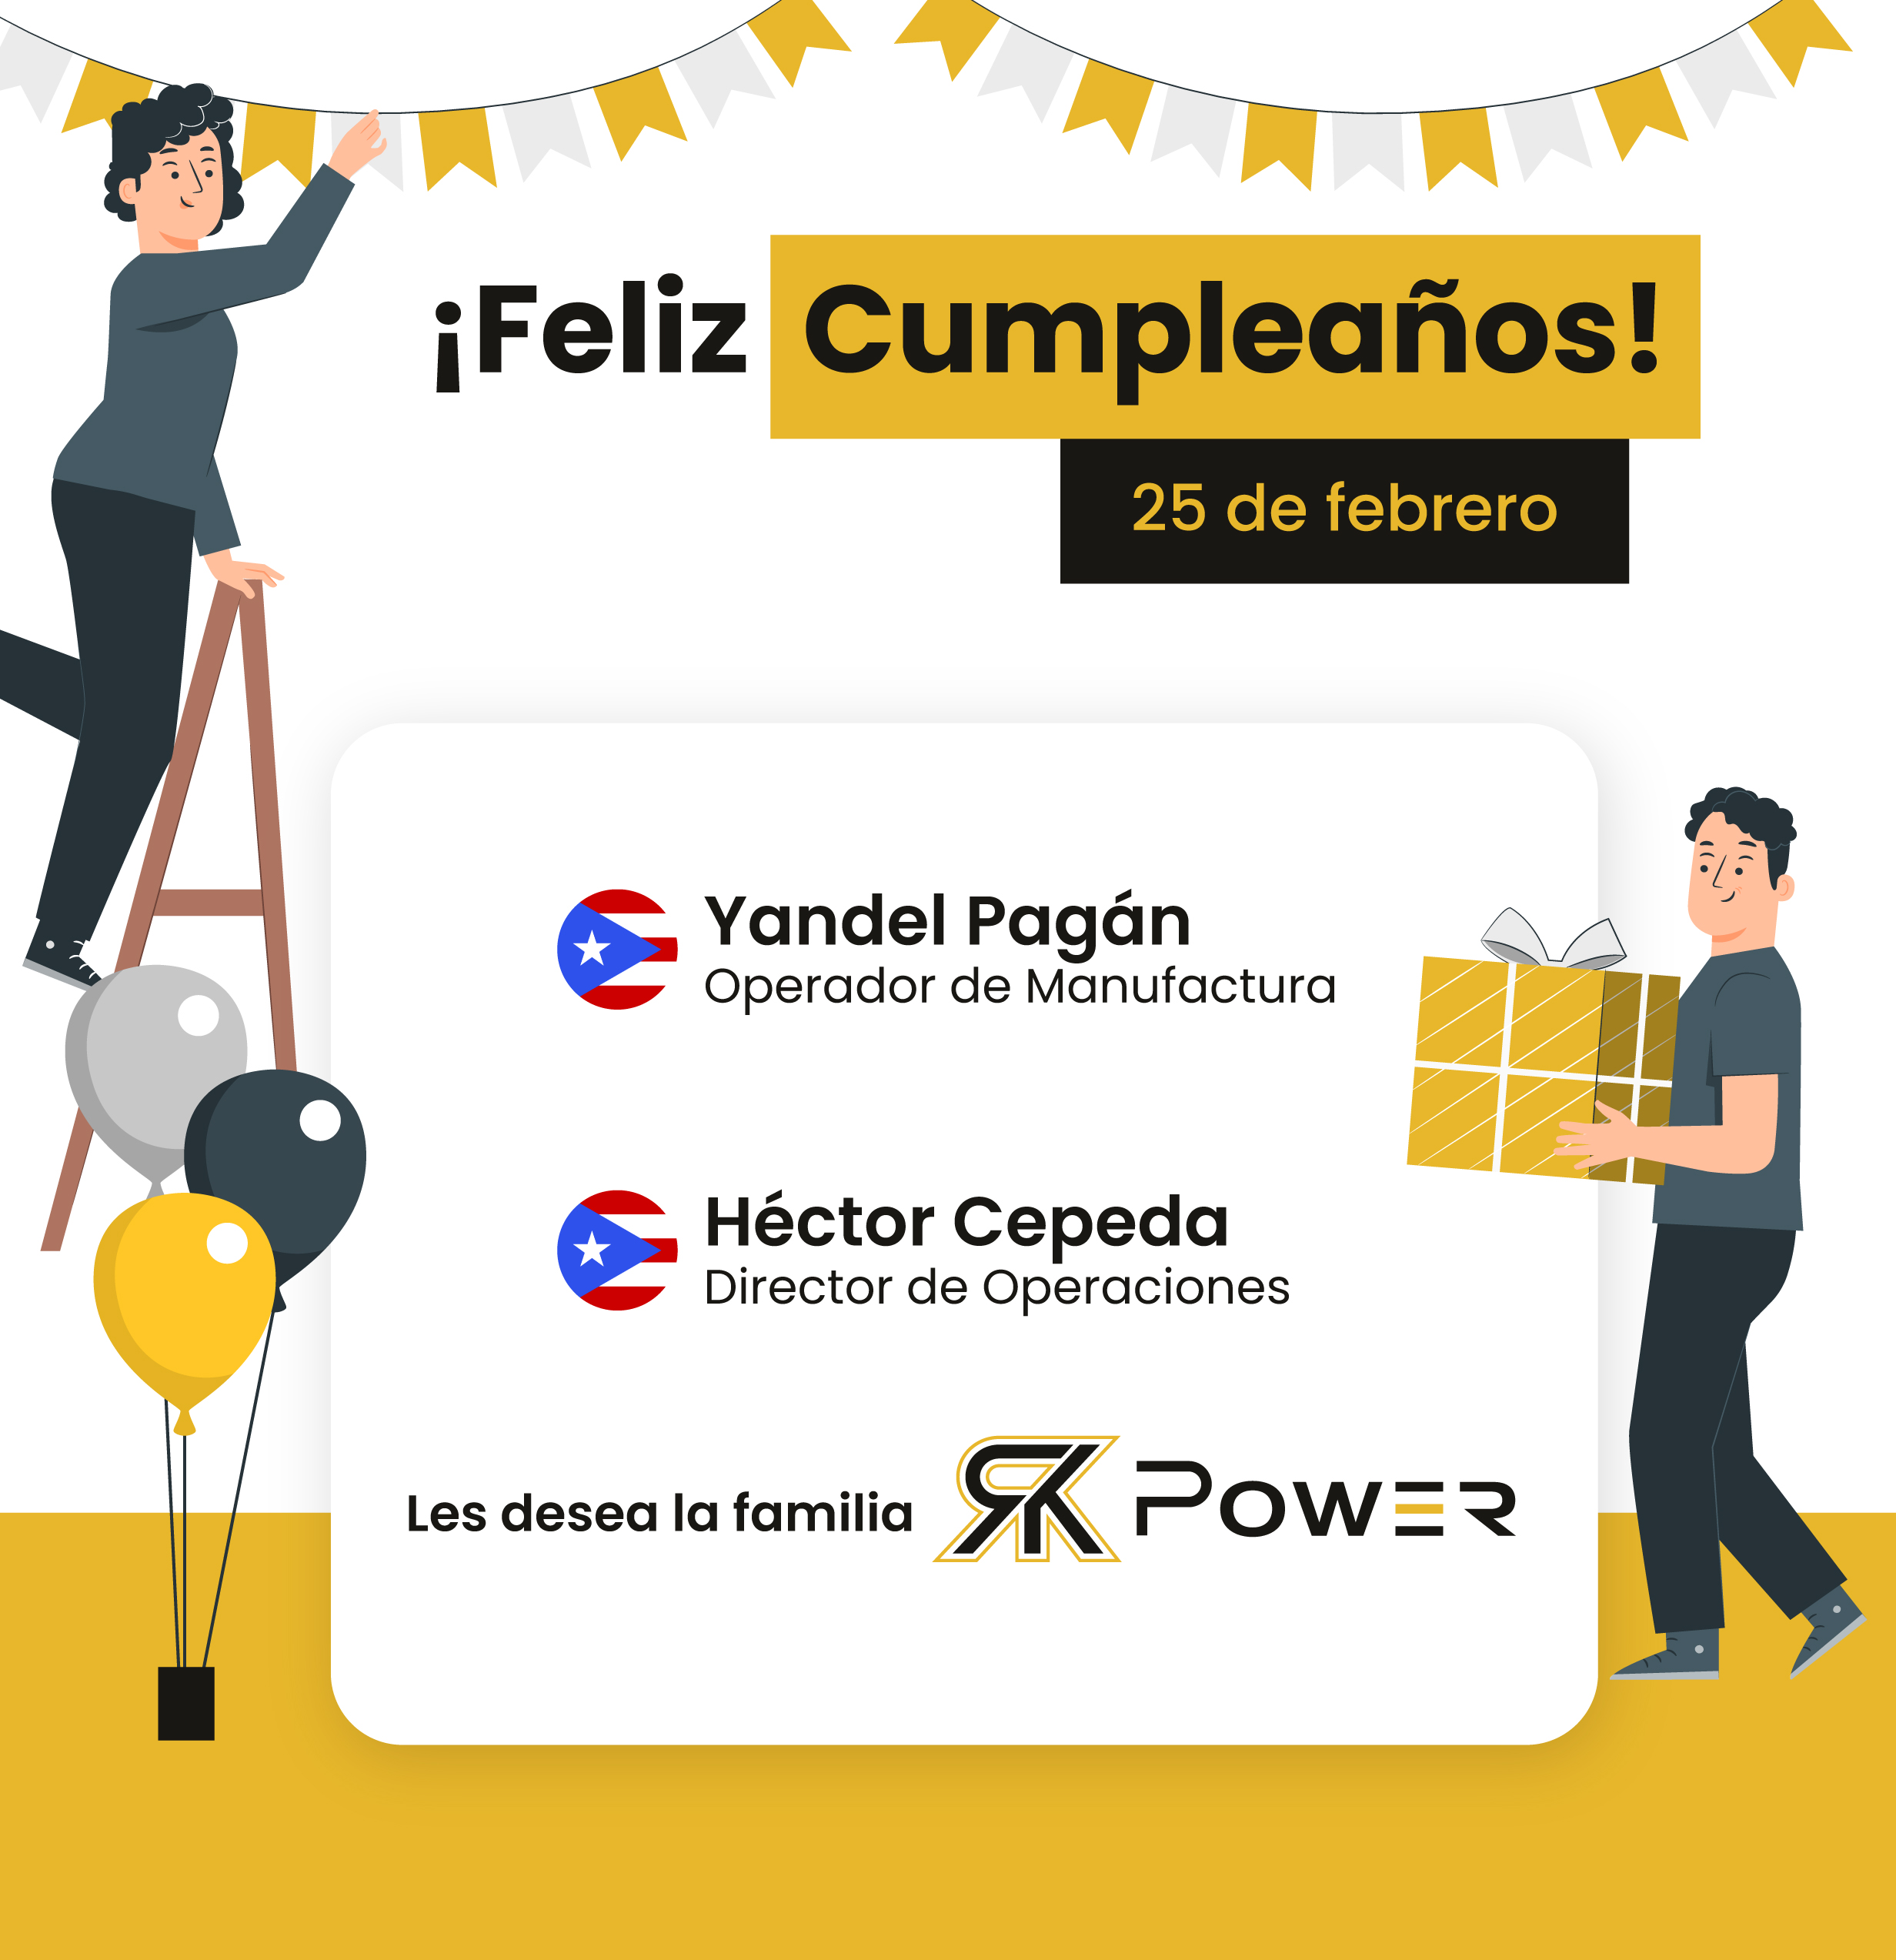 ¡Feliz Cumpleaños!
25 de febrero
Yandel Pagán
Operador de Manufactura
Héctor Cepeda
Director de Operaciones
Les desea la familia RK POWER